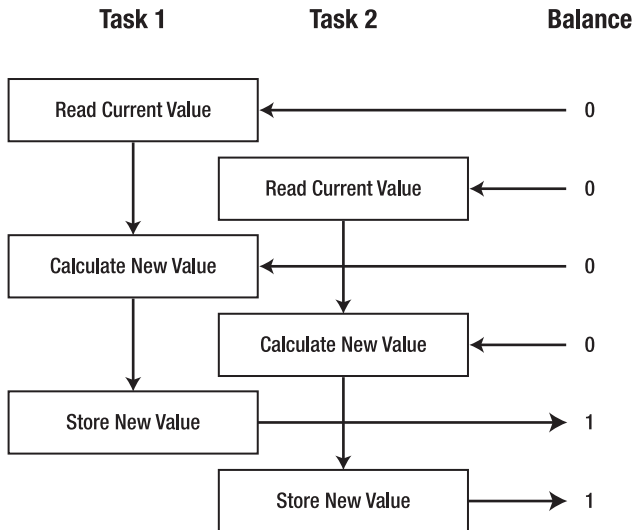 Task 1 Task 2 Balance
Read Current Value 0
Read Current Value 0
Calculate New Value 0
Calculate New Value 0
Store New Value 1
Store New Value 1